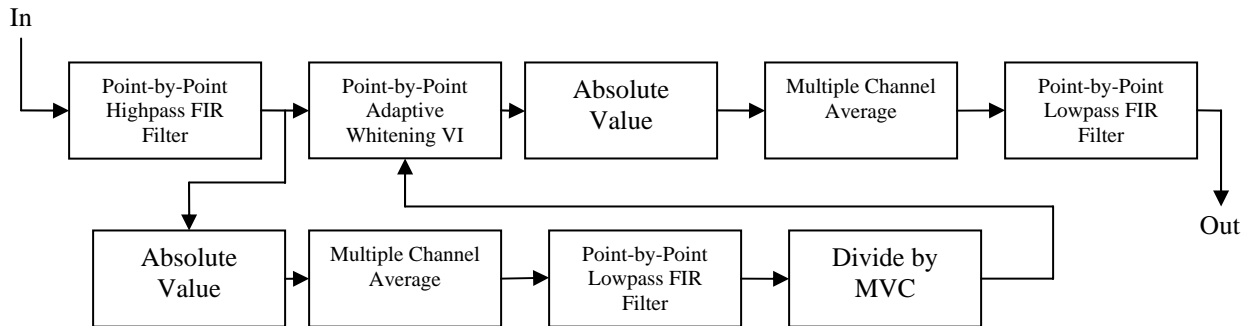 In
Point-by-Point
Highpass FIR
Filter
Point-by-Point
Adaptive
Whitening VI
Absolute
Value
Multiple Channel
Average
Point-by-Point
Lowpass FIR
Filter
Out
Absolute
Value
Multiple Channel
Average
Point-by-Point
Lowpass FIR
Filter
Divide by
MVC